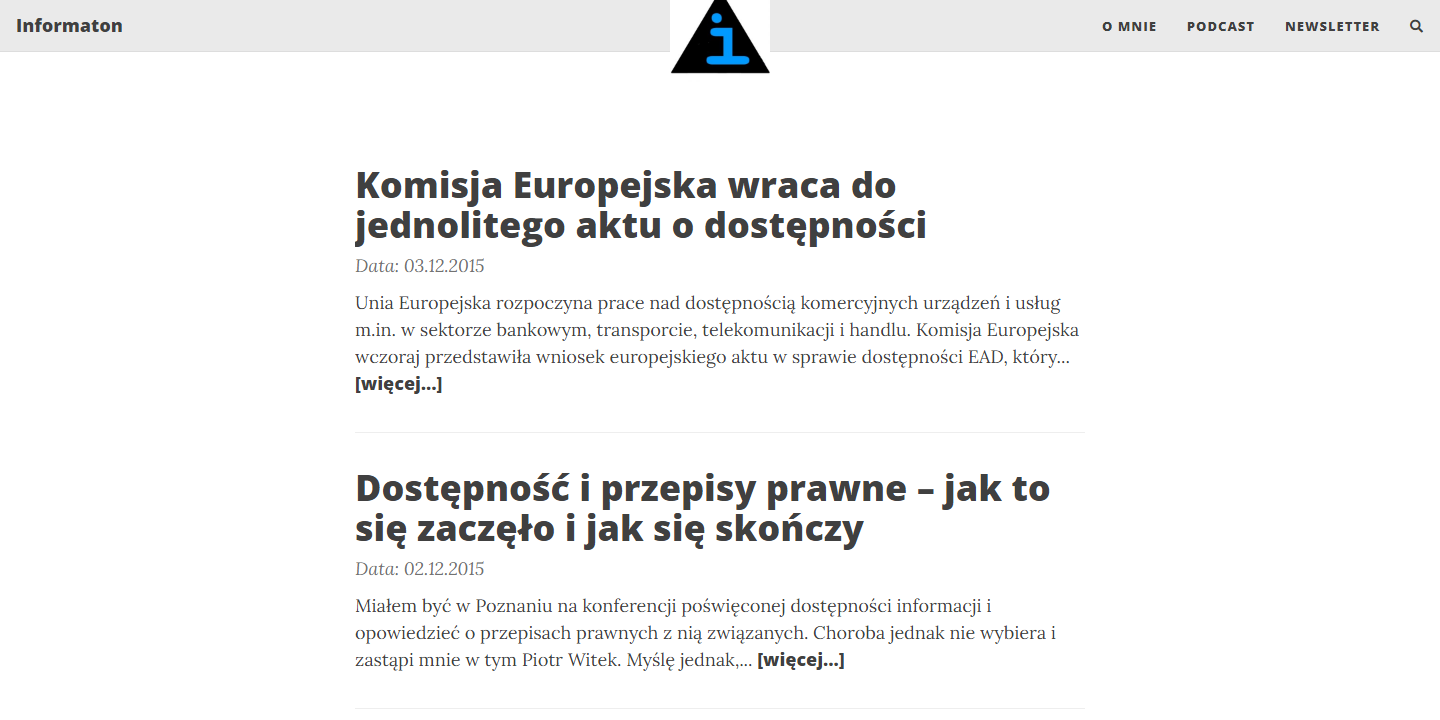 Informaton
i
O MNIE
PODCAST
NEWSLETTER
Komisja Europejska wraca do
jednolitego aktu o dostępności
Data: 03.12.2015
Unia Europejska rozpoczyna prace nad dostępnością komercyjnych urządzeń i usług
m.in. w sektorze bankowym, transporcie, telekomunikacji i handlu. Komisja Europejska
wczoraj przedstawiła wniosek europejskiego aktu w sprawie dostępności EAD, który...
[więcej...]
Dostępność i przepisy prawne – jak to
się zaczęło i jak się skończy
Data: 02.12.2015
Miałem być w Poznaniu na konferencji poświęconej dostępności informacji i
opowiedzieć o przepisach prawnych z nią związanych. Choroba jednak nie wybiera i
zastąpi mnie w tym Piotr Witek. Myślę jednak,... [więcej...]